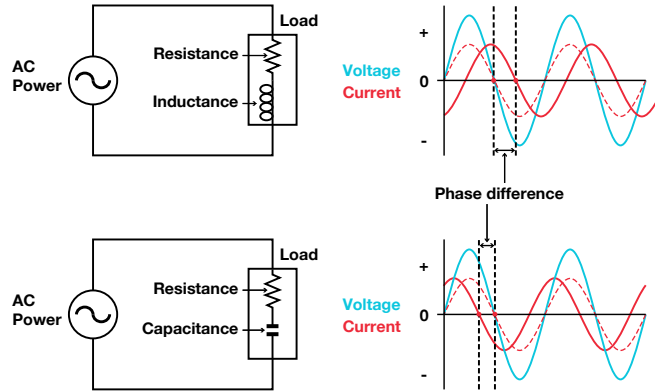 Load
Resistance
AC
Power
Inductance
+
Voltage
0
Current
-
Phase difference
Load
Resistance
AC
Power
Capacitance
+
Voltage
0
Current
-